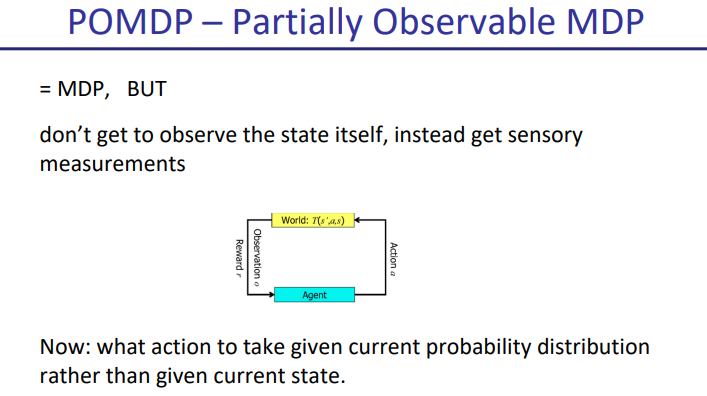 POMDP – Partially Observable MDP
= MDP, BUT
don't get to observe the state itself, instead get sensory
measurements
World: T(s',a,s)
Reward r
Observation o
Action a
Agent
Now: what action to take given current probability distribution
rather than given current state.